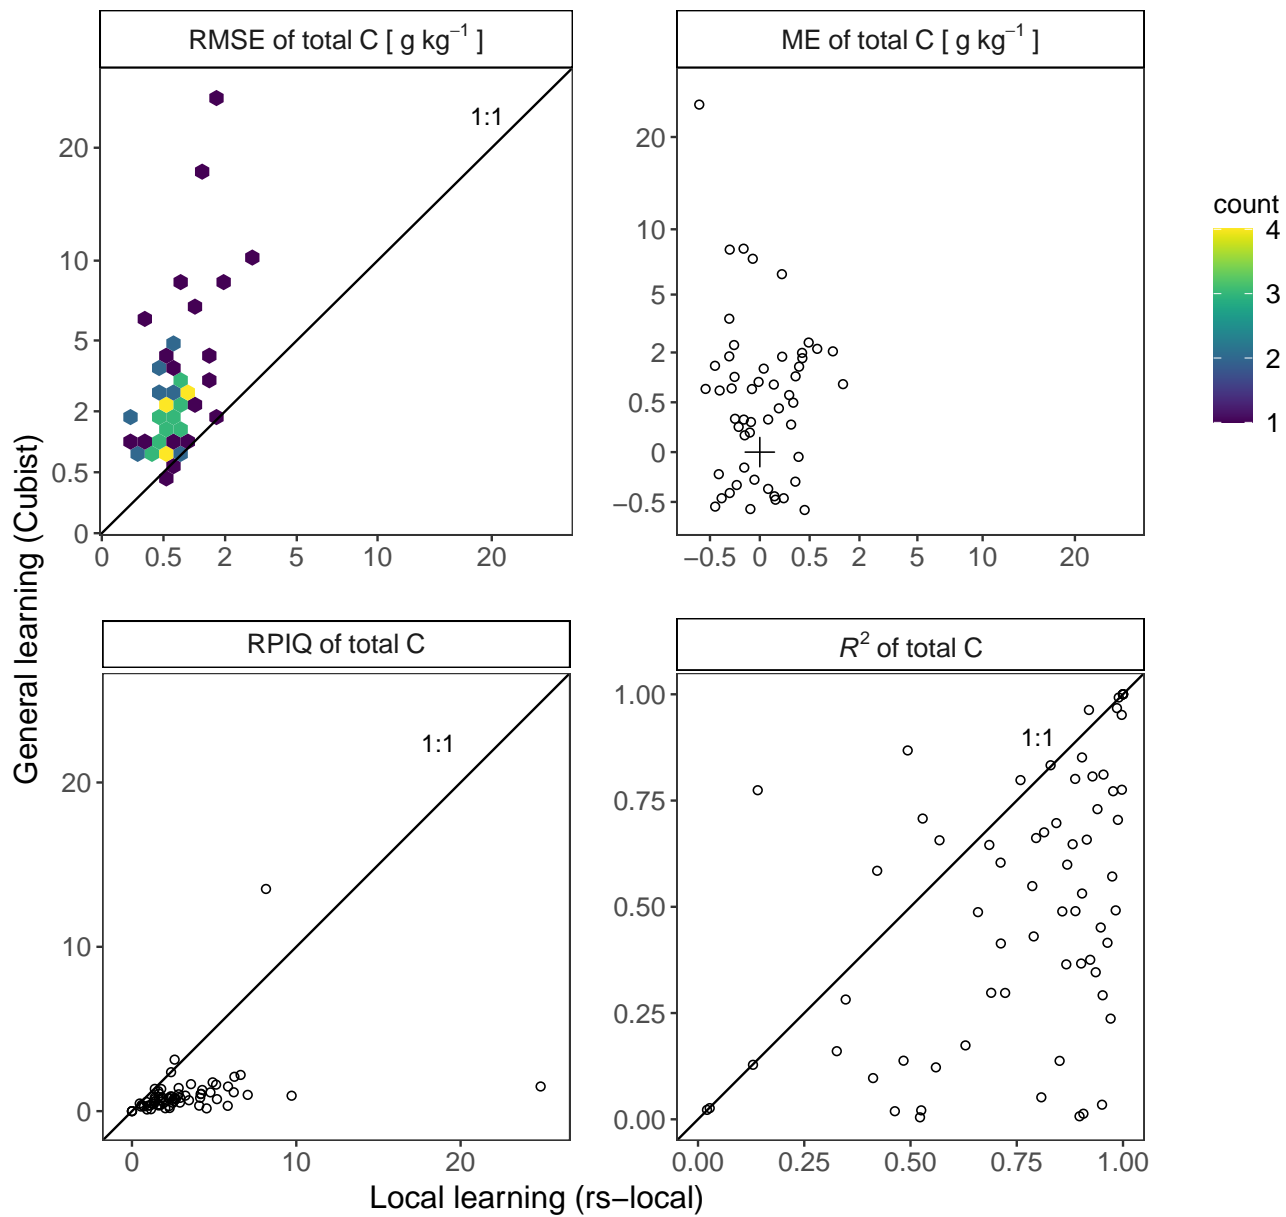 RMSE of total C [ g kg⁻¹ ]
ME of total C [ g kg⁻¹ ]
1:1
20
10
5
2
0.5
0
0 0.5 2 5 10 20
20
10
5
2
0.5
0
−0.5
−0.5 0 0.5 2 5 10 20
count
4
3
2
1
General learning (Cubist)
RPIQ of total C
R² of total C
1:1
20
10
0
0 10 20
1:1
1.00
0.75
0.50
0.25
0.00
0.00 0.25 0.50 0.75 1.00
Local learning (rs−local)